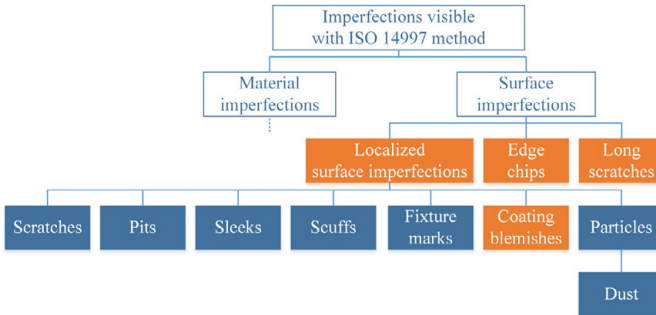 Imperfections visible
with ISO 14997 method
Material
imperfections
Surface
imperfections
Localized
surface imperfections
Edge
chips
Long
scratches
Scratches
Pits
Sleeks
Scuffs
Fixture
marks
Coating
blemishes
Particles
Dust